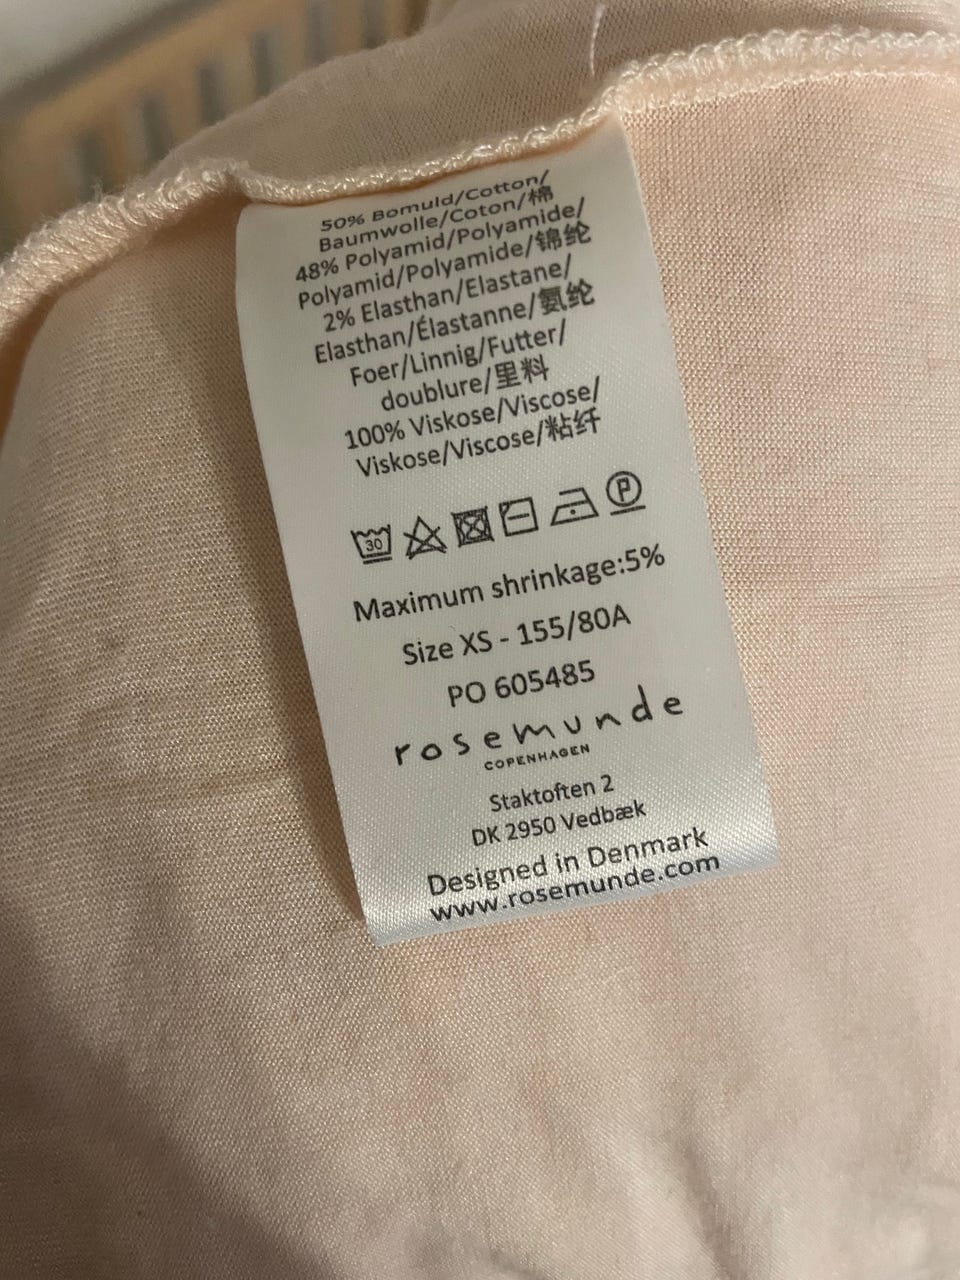 50% Bomuld/Cotton/
Baumwolle/Coton/棉
48% Polyamid/Polyamide/
Polyamid/Polyamide/锦纶
2% Elasthan/Elastane/
Elasthan/Élastanne/氨纶
Foer/Linnig/Futter/
doublure/里料
100% Viskose/Viscose/
Viskose/Viscose/粘纤
30 P
Maximum shrinkage:5%
Size XS - 155/80A
PO 605485
rosemunde
COPENHAGEN
Staktoften 2
DK 2950 Vedbæk
Designed in Denmark
www.rosemunde.com